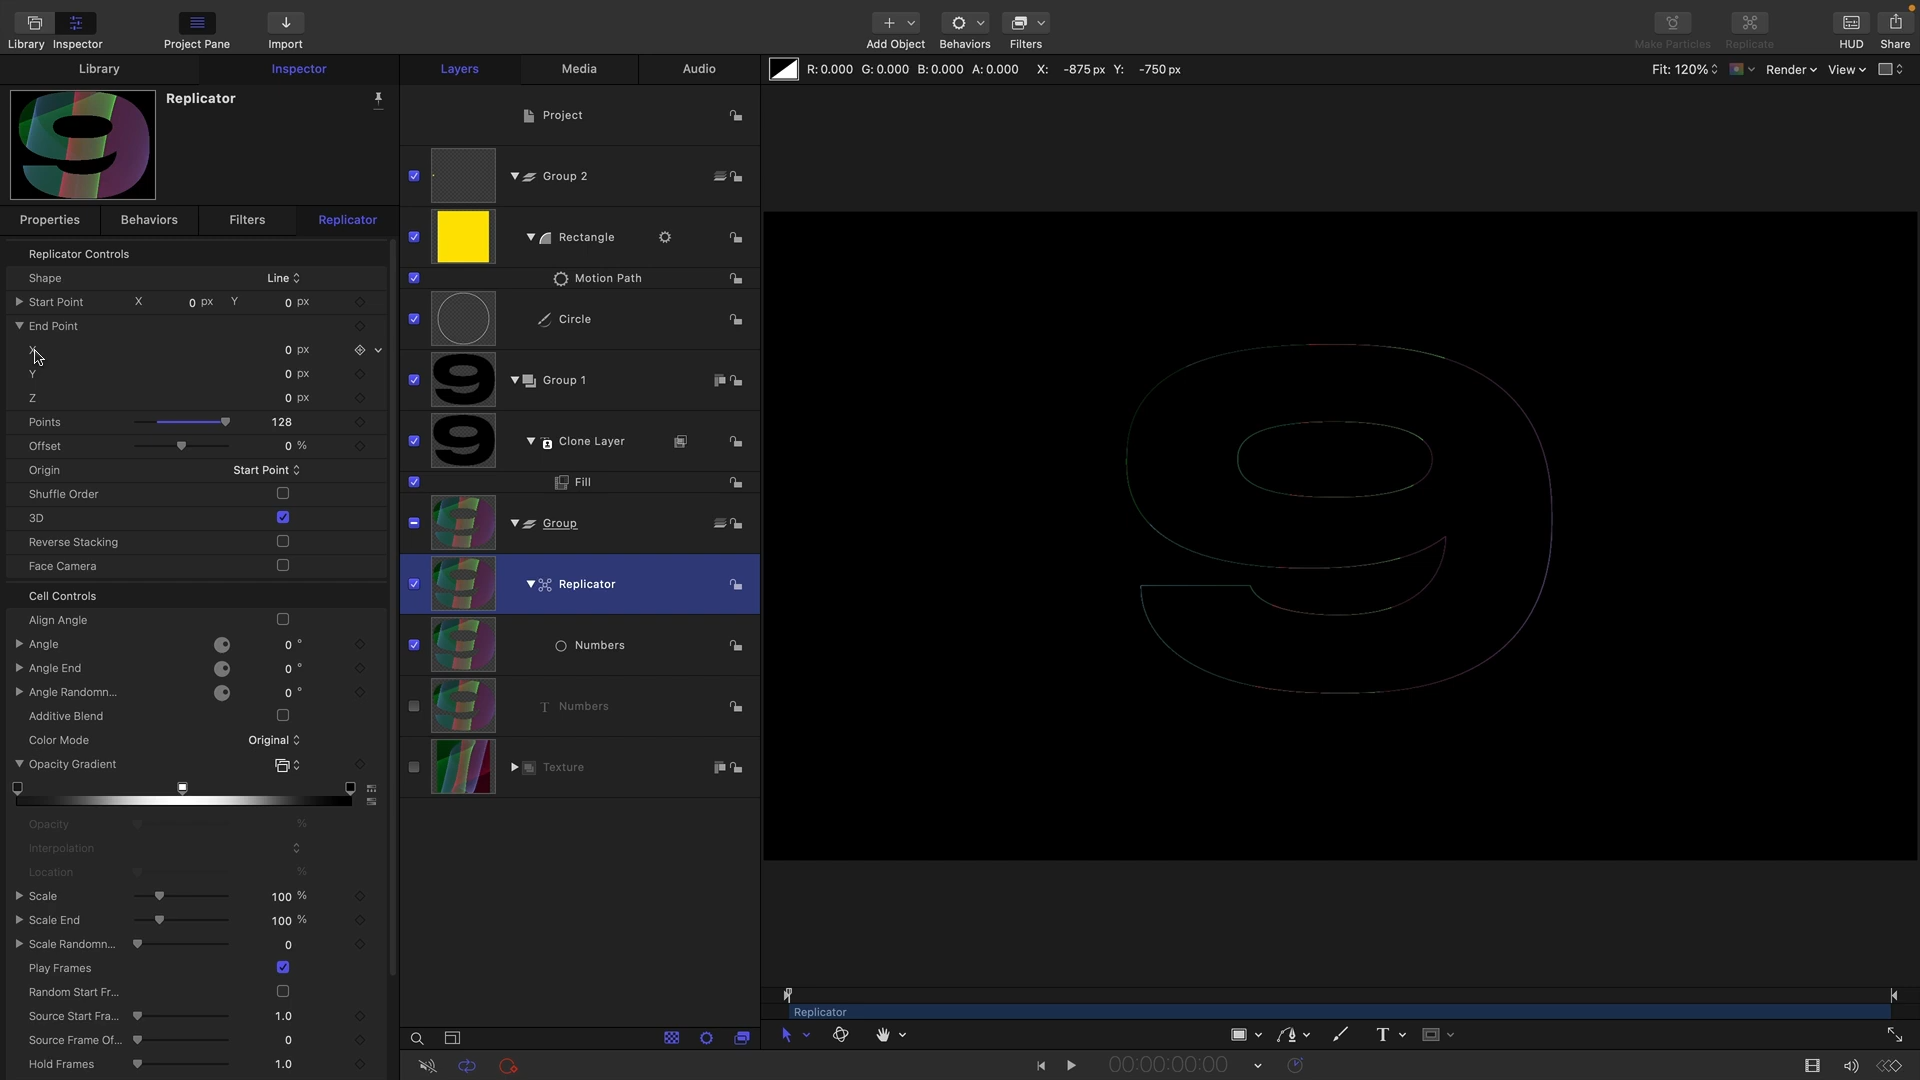 Library Inspector
Project Pane
Import
Add Object
Behaviors
Filters
Make Particles
Replicate
HUD
Share
Library
Inspector
Layers
Media
Audio
R: 0.000 G: 0.000 B: 0.000 A: 0.000 X: -875 px Y: -750 px
Fit: 120%
Render
View
Replicator
Properties
Behaviors
Filters
Replicator
Replicator Controls
Shape Line
Start Point X 0 px Y 0 px
End Point
X 0 px
Y 0 px
Z 0 px
Points 128
Offset 0 %
Origin Start Point
Shuffle Order
3D
Reverse Stacking
Face Camera
Cell Controls
Align Angle
Angle 0 °
Angle End 0 °
Angle Randomn... 0 °
Additive Blend
Color Mode Original
Opacity Gradient
Opacity %
Interpolation
Location %
Scale 100 %
Scale End 100 %
Scale Randomn... 0
Play Frames
Random Start Fr...
Source Start Fra... 1.0
Source Frame Of... 0
Hold Frames 1.0
Project
Group 2
Rectangle
Motion Path
Circle
Group 1
Clone Layer
Fill
Group
Replicator
Numbers
T Numbers
Texture
9
Replicator
T
00:00:00:00